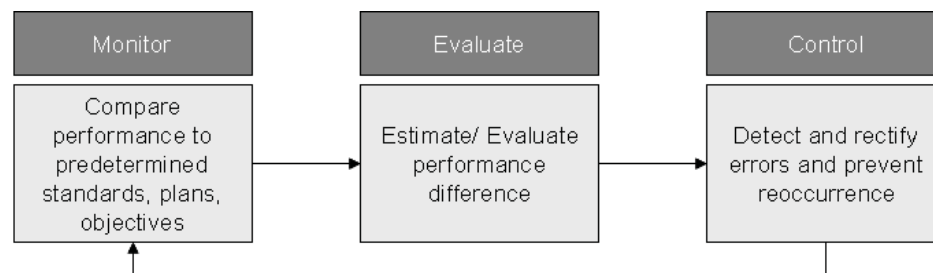 Monitor
Evaluate
Control
Compare
performance to
predetermined
standards, plans,
objectives
Estimate/ Evaluate
performance
difference
Detect and rectify
errors and prevent
reoccurrence